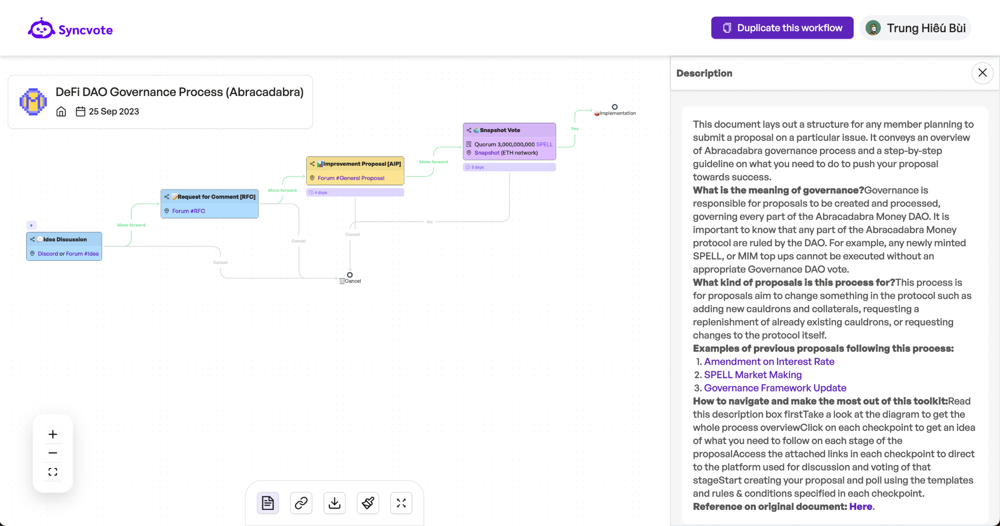 Syncvote
Duplicate this workflow
Trung Hiếú Bùi
DeFi DAO Governance Process (Abracadabra)
25 Sep 2023
Idea Discussion
Discord or Forum #Idea
Move forward
Cancel
Request for Comment [RFC]
Forum #RFC
Move forward
Cancel
Improvement Proposal [AIP]
Forum #General Proposal
4 days
Move forward
Cancel
Snapshot Vote
Quorum 3,000,000,000 SPELL
Snapshot (ETH network)
3 days
Yes
No
Implementation
Cancel
Description
This document lays out a structure for any member planning to
submit a proposal on a particular issue. It conveys an overview
of Abracadabra governance process and a step-by-step
guideline on what you need to do to push your proposal
towards success.
What is the meaning of governance?Governance is
responsible for proposals to be created and processed,
governing every part of the Abracadabra Money DAO. It is
important to know that any part of the Abracadabra Money
protocol are ruled by the DAO. For example, any newly minted
SPELL, or MIM top ups cannot be executed without an
appropriate Governance DAO vote.
What kind of proposals is this process for?This process is
for proposals aim to change something in the protocol such as
adding new cauldrons and collaterals, requesting a
replenishment of already existing cauldrons, or requesting
changes to the protocol itself.
Examples of previous proposals following this process:
1. Amendment on Interest Rate
2. SPELL Market Making
3. Governance Framework Update
How to navigate and make the most out of this toolkit:Read
this description box firstTake a look at the diagram to get the
whole process overviewClick on each checkpoint to get an idea
of what you need to follow on each stage of the
proposalAccess the attached links in each checkpoint to direct
to the platform used for discussion and voting of that
stageStart creating your proposal and poll using the templates
and rules & conditions specified in each checkpoint.
Reference on original document: Here.